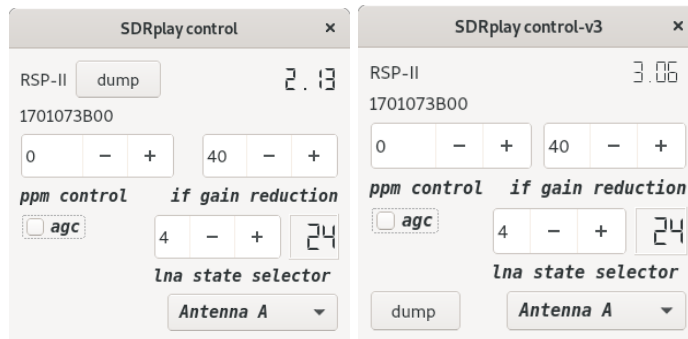 SDRplay control ×
RSP-II dump 2.13
1701073B00
0 − + 40 − +
ppm control if gain reduction
agc 4 − + 24
lna state selector
Antenna A
SDRplay control-v3 ×
RSP-II 3.06
1701073B00
0 − + 40 − +
ppm control if gain reduction
agc 4 − + 24
lna state selector
dump Antenna A